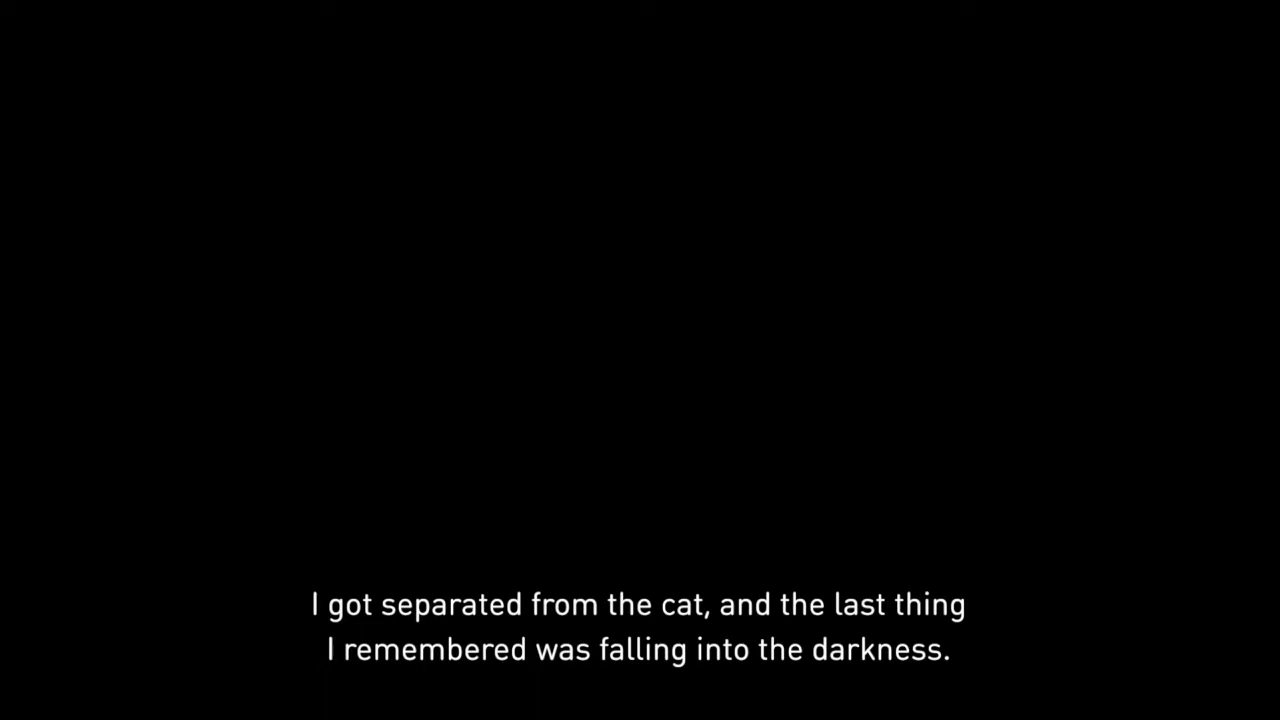 I got separated from the cat, and the last thing
I remembered was falling into the darkness.